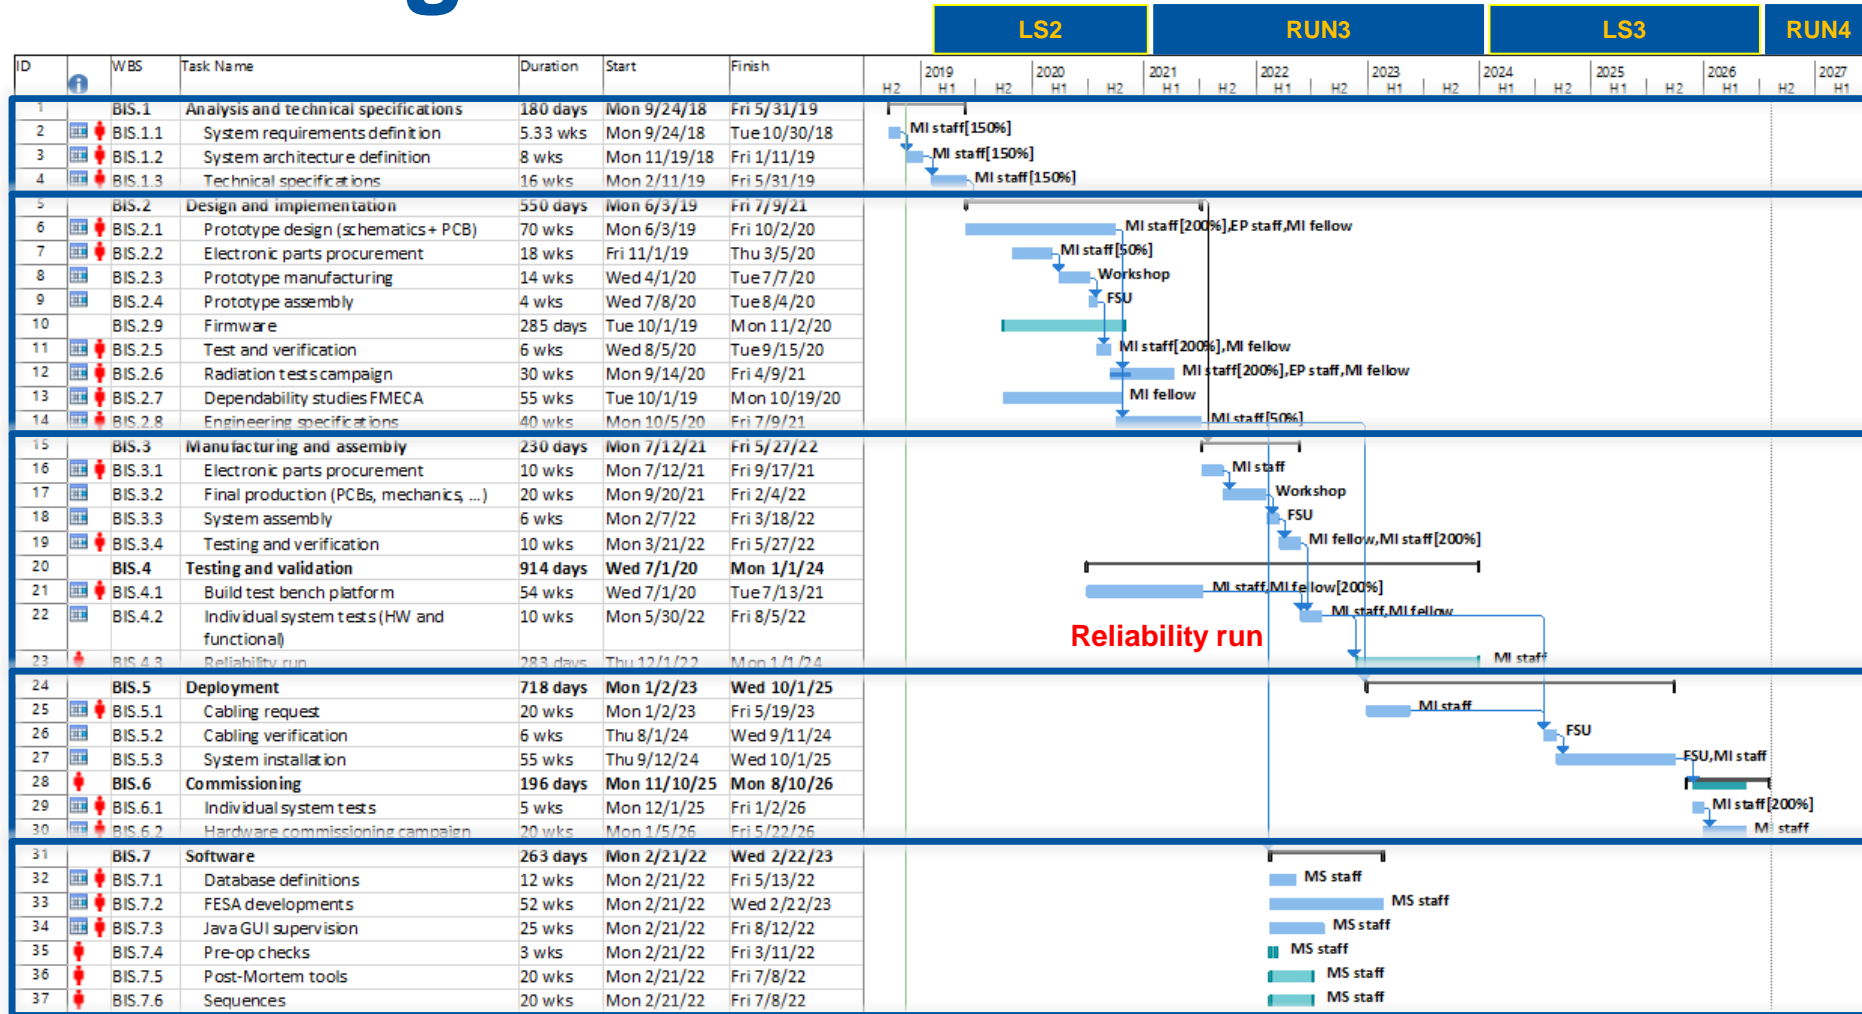 g
LS2 RUN3 LS3 RUN4
ID WBS Task Name Duration Start Finish 2019 2020 2021 2022 2023 2024 2025 2026 2027
H2 H1 H2 H1 H2 H1 H2 H1 H2 H1 H2 H1 H2 H1 H2 H1 H1
1 BIS.1 Analysis and technical specifications 180 days Mon 9/24/18 Fri 5/31/19
2 BIS.1.1 System requirements definition 5.33 wks Mon 9/24/18 Tue 10/30/18 MI staff[150%]
3 BIS.1.2 System architecture definition 8 wks Mon 11/19/18 Fri 1/11/19 MI staff[150%]
4 BIS.1.3 Technical specifications 16 wks Mon 2/11/19 Fri 5/31/19 MI staff[150%]
5 BIS.2 Design and implementation 550 days Mon 6/3/19 Fri 7/9/21
6 BIS.2.1 Prototype design (schematics + PCB) 70 wks Mon 6/3/19 Fri 10/2/20 MI staff[200%],EP staff,MI fellow
7 BIS.2.2 Electronic parts procurement 18 wks Fri 11/1/19 Thu 3/5/20 MI staff[50%]
8 BIS.2.3 Prototype manufacturing 14 wks Wed 4/1/20 Tue 7/7/20 Workshop
9 BIS.2.4 Prototype assembly 4 wks Wed 7/8/20 Tue 8/4/20 FSU
10 BIS.2.9 Firmware 285 days Tue 10/1/19 Mon 11/2/20
11 BIS.2.5 Test and verification 6 wks Wed 8/5/20 Tue 9/15/20 MI staff[200%],MI fellow
12 BIS.2.6 Radiation tests campaign 30 wks Mon 9/14/20 Fri 4/9/21 MI staff[200%],EP staff,MI fellow
13 BIS.2.7 Dependability studies FMECA 55 wks Tue 10/1/19 Mon 10/19/20 MI fellow
14 BIS.2.8 Engineering specifications 40 wks Mon 10/5/20 Fri 7/9/21 MI staff[50%]
15 BIS.3 Manufacturing and assembly 230 days Mon 7/12/21 Fri 5/27/22
16 BIS.3.1 Electronic parts procurement 10 wks Mon 7/12/21 Fri 9/17/21 MI staff
17 BIS.3.2 Final production (PCBs, mechanics, ...) 20 wks Mon 9/20/21 Fri 2/4/22 Workshop
18 BIS.3.3 System assembly 6 wks Mon 2/7/22 Fri 3/18/22 FSU
19 BIS.3.4 Testing and verification 10 wks Mon 3/21/22 Fri 5/27/22 MI fellow,MI staff[200%]
20 BIS.4 Testing and validation 914 days Wed 7/1/20 Mon 1/1/24
21 BIS.4.1 Build test bench platform 54 wks Wed 7/1/20 Tue 7/13/21 MI staff,MI fellow[200%]
22 BIS.4.2 Individual system tests (HW and 10 wks Mon 5/30/22 Fri 8/5/22 MI staff,MI fellow
functional) Reliability run
23 BIS.4.3 Reliability run 283 days Thu 12/1/22 Mon 1/1/24 MI staff
24 BIS.5 Deployment 718 days Mon 1/2/23 Wed 10/1/25
25 BIS.5.1 Cabling request 20 wks Mon 1/2/23 Fri 5/19/23 MI staff
26 BIS.5.2 Cabling verification 6 wks Thu 8/1/24 Wed 9/11/24 FSU
27 BIS.5.3 System installation 55 wks Thu 9/12/24 Wed 10/1/25 FSU,MI staff
28 BIS.6 Commissioning 196 days Mon 11/10/25 Mon 8/10/26
29 BIS.6.1 Individual system tests 5 wks Mon 12/1/25 Fri 1/2/26 MI staff[200%]
30 BIS.6.2 Hardware commissioning campaign 20 wks Mon 1/5/26 Fri 5/22/26 MI staff
31 BIS.7 Software 263 days Mon 2/21/22 Wed 2/22/23
32 BIS.7.1 Database definitions 12 wks Mon 2/21/22 Fri 5/13/22 MS staff
33 BIS.7.2 FESA developments 52 wks Mon 2/21/22 Wed 2/22/23 MS staff
34 BIS.7.3 Java GUI supervision 25 wks Mon 2/21/22 Fri 8/12/22 MS staff
35 BIS.7.4 Pre-op checks 3 wks Mon 2/21/22 Fri 3/11/22 MS staff
36 BIS.7.5 Post-Mortem tools 20 wks Mon 2/21/22 Fri 7/8/22 MS staff
37 BIS.7.6 Sequences 20 wks Mon 2/21/22 Fri 7/8/22 MS staff